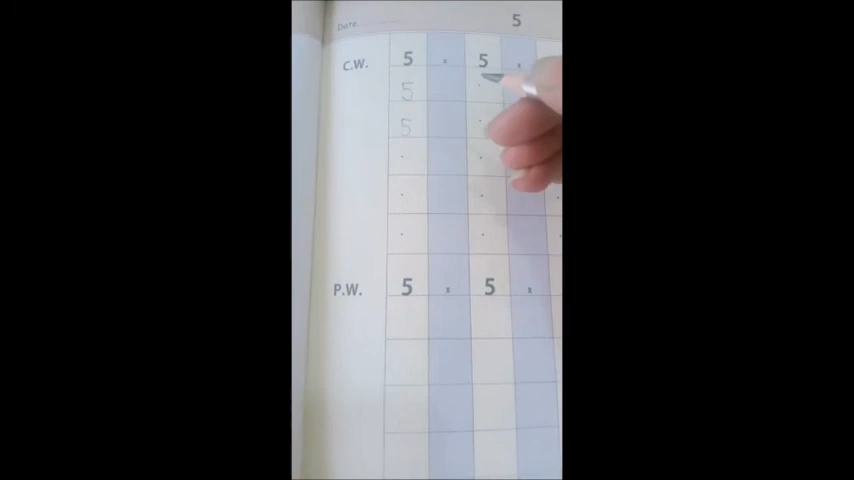 Date.............. 5
C.W. 5 x 5 x
5
5
P.W. 5 x 5 x